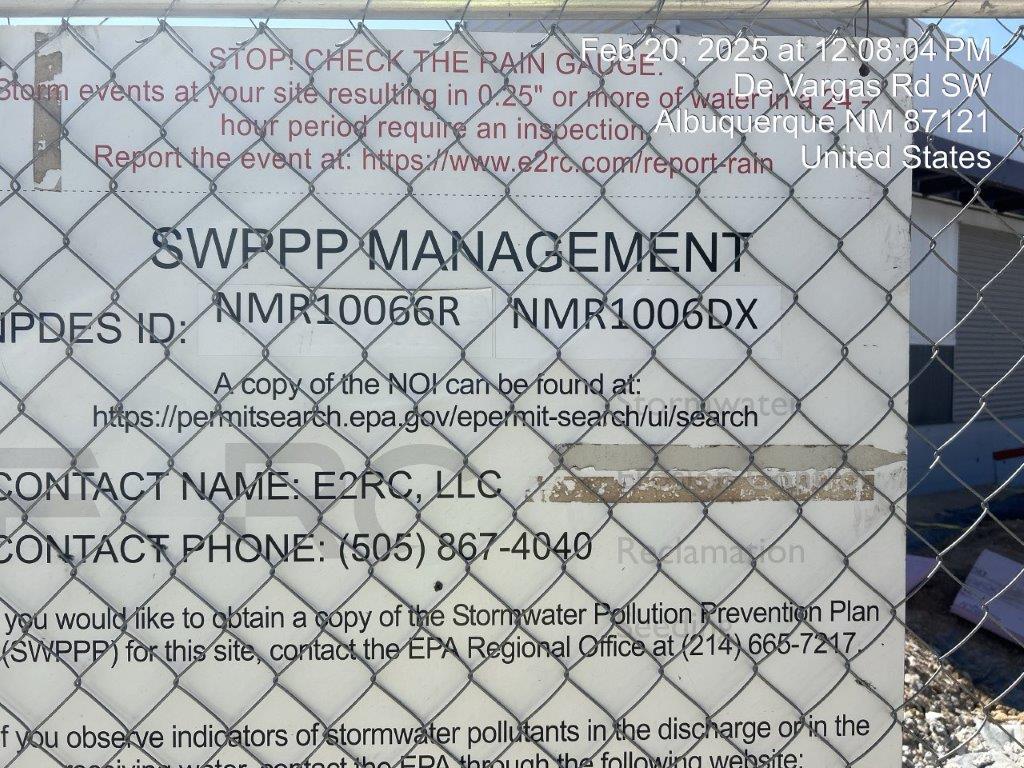 STOP! CHECK THE RAIN GAUGE.
Storm events at your site resulting in 0.25" or more of water in a 24 -
hour period require an inspection.
Report the event at: https://www.e2rc.com/report-rain
Feb 20, 2025 at 12:08:04 PM
De Vargas Rd SW
Albuquerque NM 87121
United States
SWPPP MANAGEMENT
NPDES ID: NMR10066R NMR1006DX
A copy of the NOI can be found at:
https://permitsearch.epa.gov/epermit-search/ui/search
Stormwater
CONTACT NAME: E2RC, LLC
CONTACT PHONE: (505) 867-4040
Reclamation
you would like to obtain a copy of the Stormwater Pollution Prevention Plan
(SWPPP) for this site, contact the EPA Regional Office at (214) 665-7217.
Seeding
If you observe indicators of stormwater pollutants in the discharge or in the
receiving water, contact the EPA through the following website: